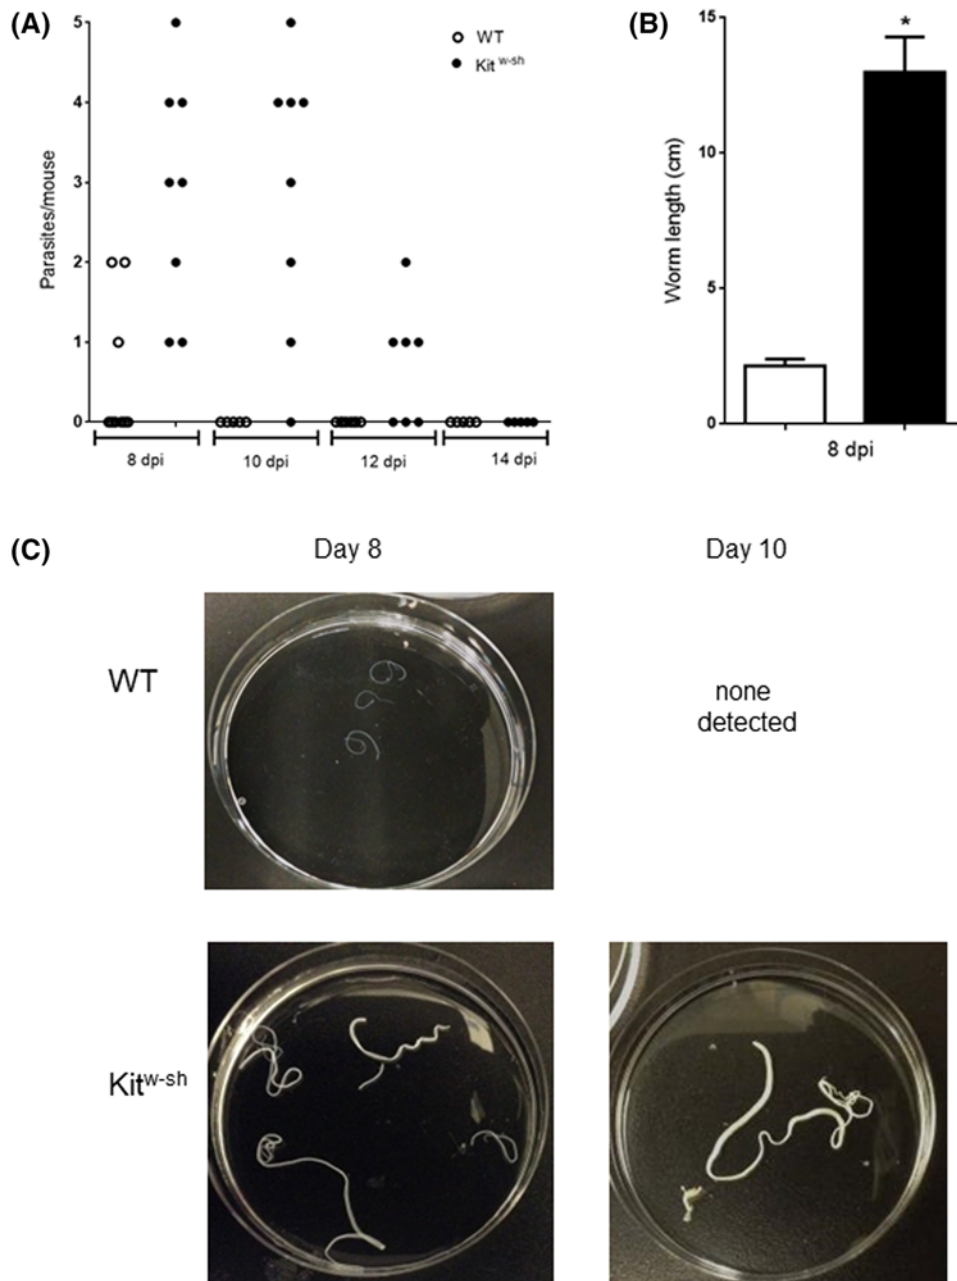 (A)
Parasites/mouse
5
4
3
2
1
0
WT
Kit w-sh
8 dpi
10 dpi
12 dpi
14 dpi
(B)
Worm length (cm)
15
10
5
0
*
8 dpi
(C)
Day 8
Day 10
WT
none
detected
Kitw-sh